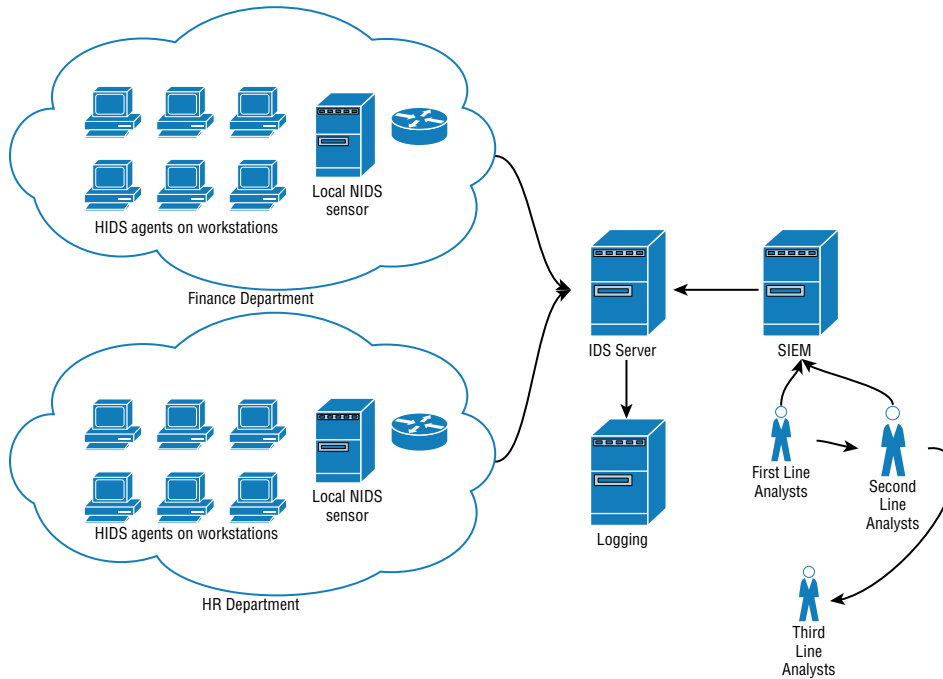 Local NIDS
sensor
HIDS agents on workstations
Finance Department
Local NIDS
sensor
HIDS agents on workstations
HR Department
IDS Server
SIEM
Logging
First Line
Analysts
Second
Line
Analysts
Third
Line
Analysts